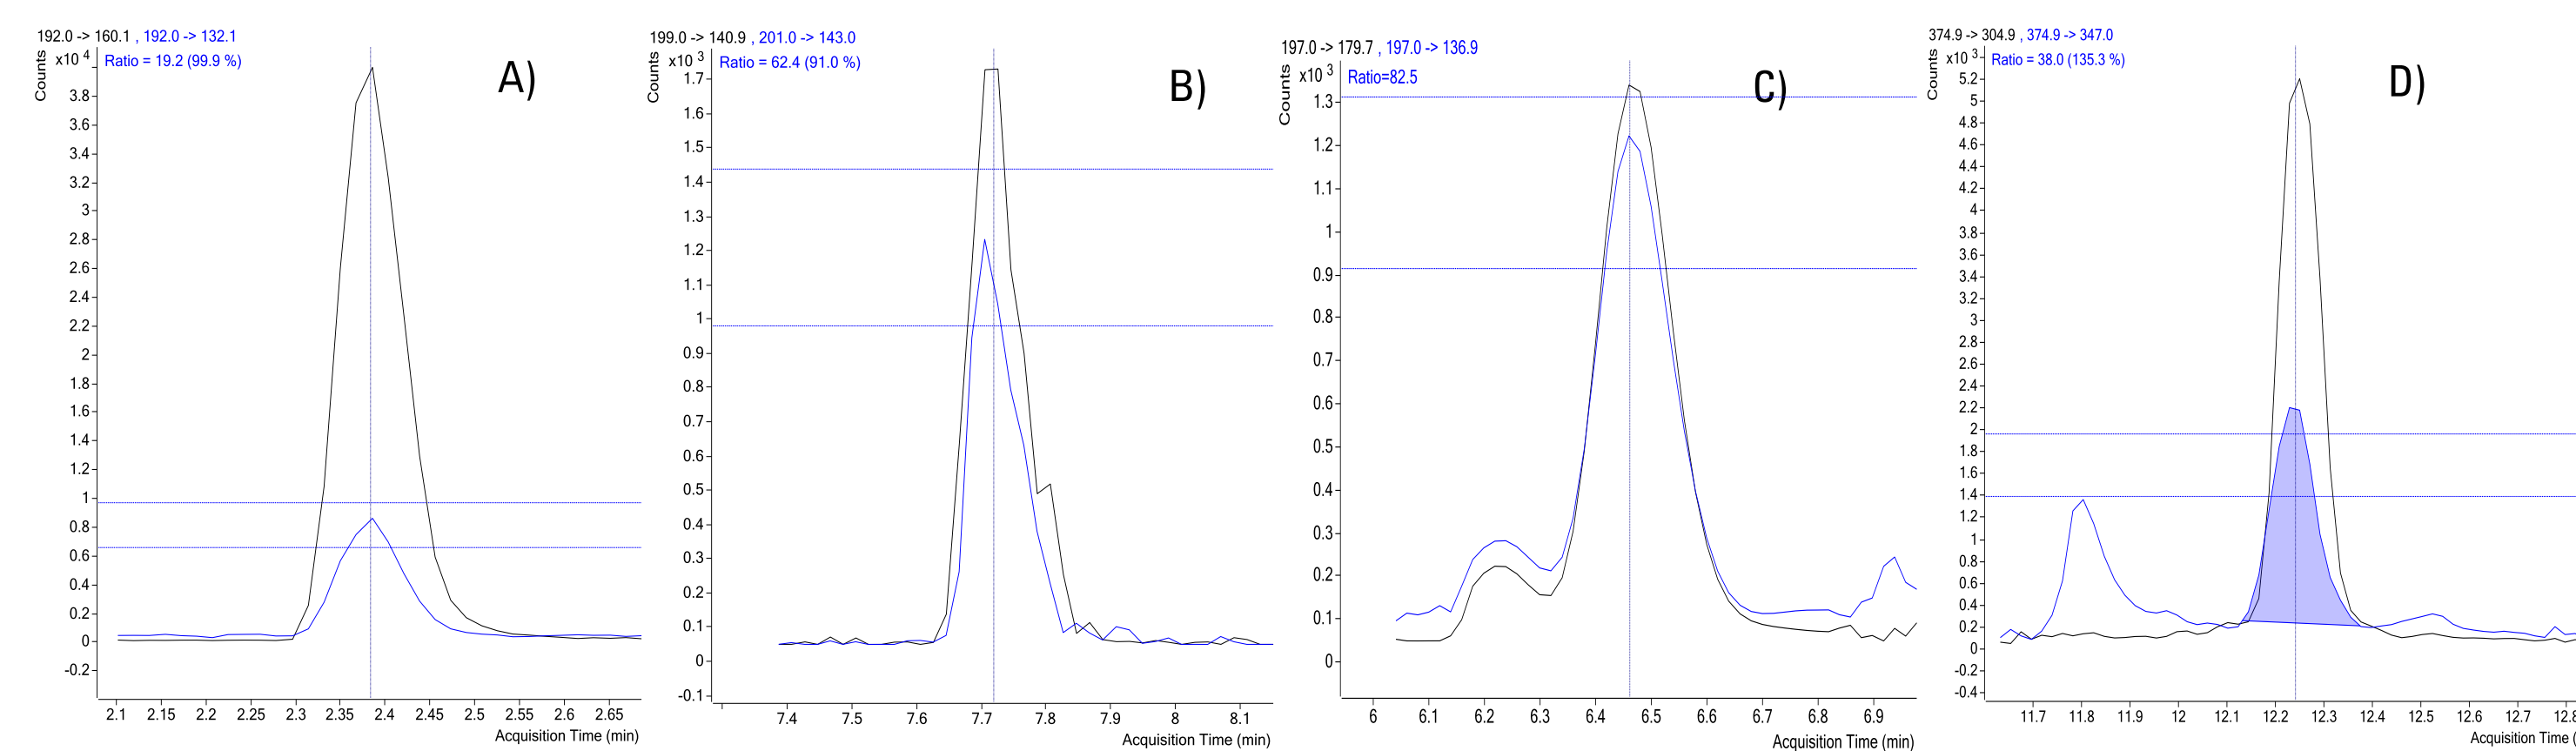 192.0 -> 160.1 , 192.0 -> 132.1
Counts
x10 4
Ratio = 19.2 (99.9 %)
A)
3.8
3.6
3.4
3.2
3
2.8
2.6
2.4
2.2
2
1.8
1.6
1.4
1.2
1
0.8
0.6
0.4
0.2
0
-0.2
2.1 2.15 2.2 2.25 2.3 2.35 2.4 2.45 2.5 2.55 2.6 2.65
Acquisition Time (min)
199.0 -> 140.9 , 201.0 -> 143.0
Counts
x10 3
Ratio = 62.4 (91.0 %)
B)
1.7
1.6
1.5
1.4
1.3
1.2
1.1
1
0.9
0.8
0.7
0.6
0.5
0.4
0.3
0.2
0.1
0
-0.1
7.4 7.5 7.6 7.7 7.8 7.9 8 8.1
Acquisition Time (min)
197.0 -> 179.7 , 197.0 -> 136.9
Counts
x10 3
Ratio=82.5
C)
1.3
1.2
1.1
1
0.9
0.8
0.7
0.6
0.5
0.4
0.3
0.2
0.1
0
6 6.1 6.2 6.3 6.4 6.5 6.6 6.7 6.8 6.9
Acquisition Time (min)
374.9 -> 304.9 , 374.9 -> 347.0
Counts
x10 3
Ratio = 38.0 (135.3 %)
D)
5.2
5
4.8
4.6
4.4
4.2
4
3.8
3.6
3.4
3.2
3
2.8
2.6
2.4
2.2
2
1.8
1.6
1.4
1.2
1
0.8
0.6
0.4
0.2
0
-0.2
-0.4
11.7 11.8 11.9 12 12.1 12.2 12.3 12.4 12.5 12.6 12.7 12.8
Acquisition Time (